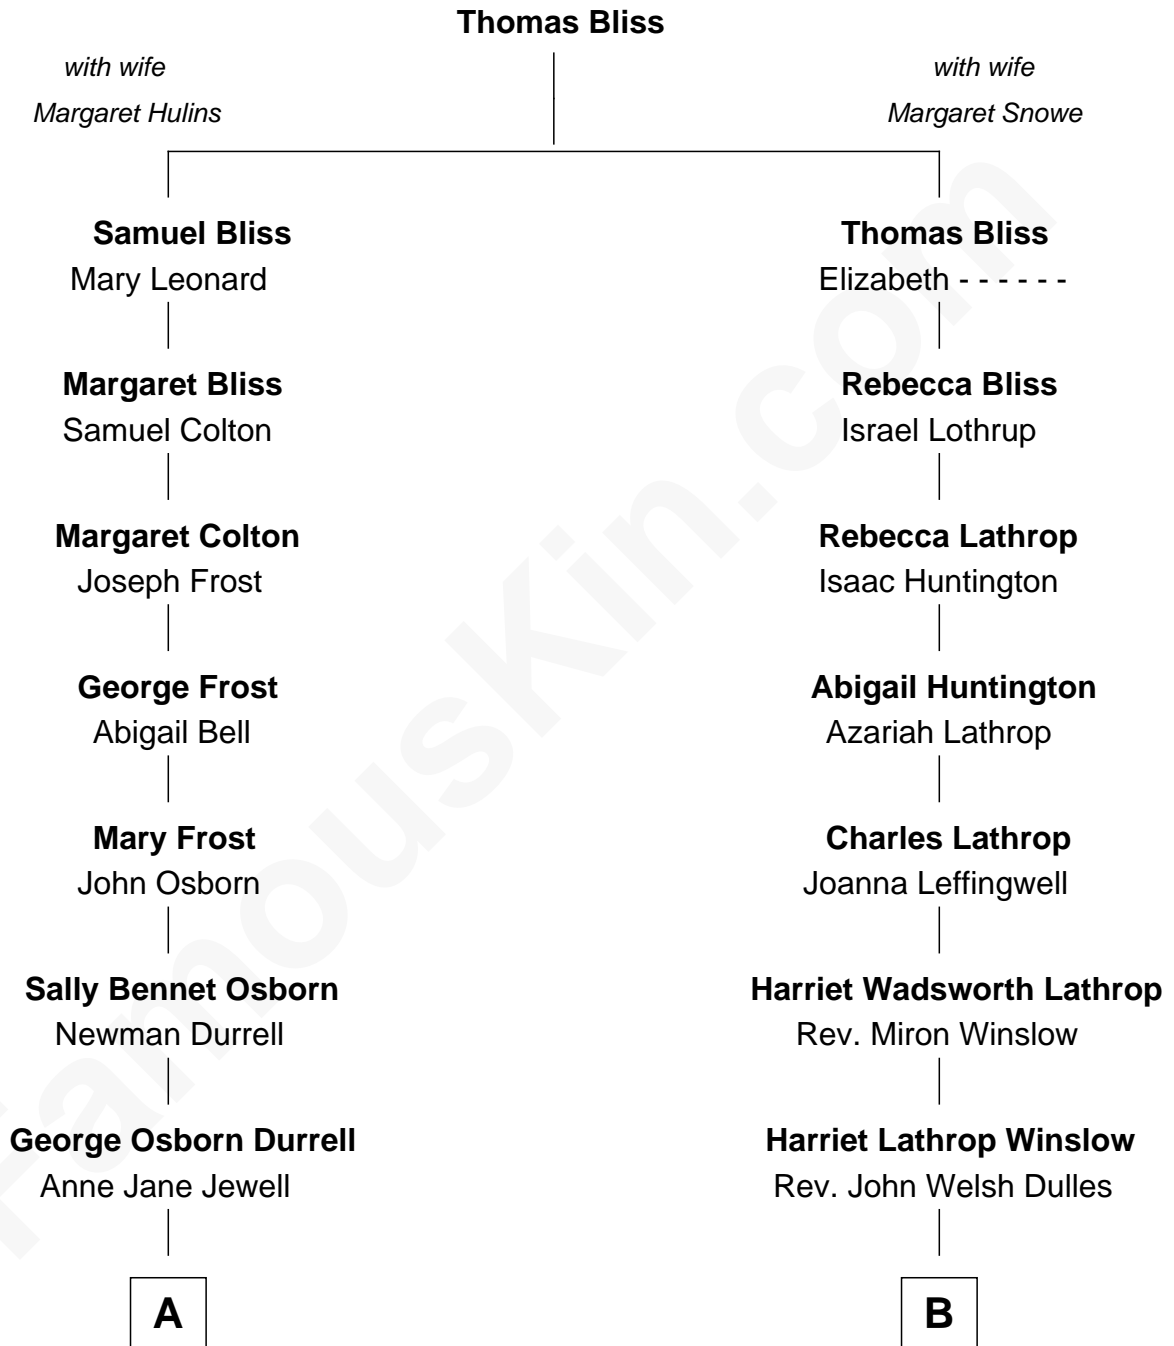 Thomas Bliss
with wife
Margaret Hulins
with wife
Margaret Snowe
Samuel Bliss
Mary Leonard
Thomas Bliss
Elizabeth - - - - - -
Margaret Bliss
Samuel Colton
Rebecca Bliss
Israel Lothrup
Margaret Colton
Joseph Frost
Rebecca Lathrop
Isaac Huntington
George Frost
Abigail Bell
Abigail Huntington
Azariah Lathrop
Mary Frost
John Osborn
Charles Lathrop
Joanna Leffingwell
Sally Bennet Osborn
Newman Durrell
Harriet Wadsworth Lathrop
Rev. Miron Winslow
George Osborn Durrell
Anne Jane Jewell
Harriet Lathrop Winslow
Rev. John Welsh Dulles
A
B
FamousKin.com